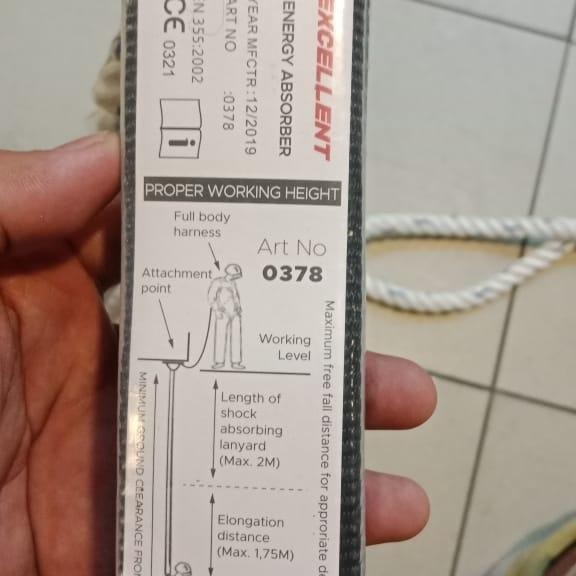 EXCELLENT
ENERGY ABSORBER
YEAR MFCTR :12/2019
ART NO :0378
EN 355:2002
CE 0321
i
PROPER WORKING HEIGHT
Full body
harness
Art No
0378
Attachment
point
Working
Level
Length of
shock
absorbing
lanyard
(Max. 2M)
Elongation
distance
(Max. 1,75M)
Maximum free fall distance for approriate
MINIMUM GROUND CLEARANCE